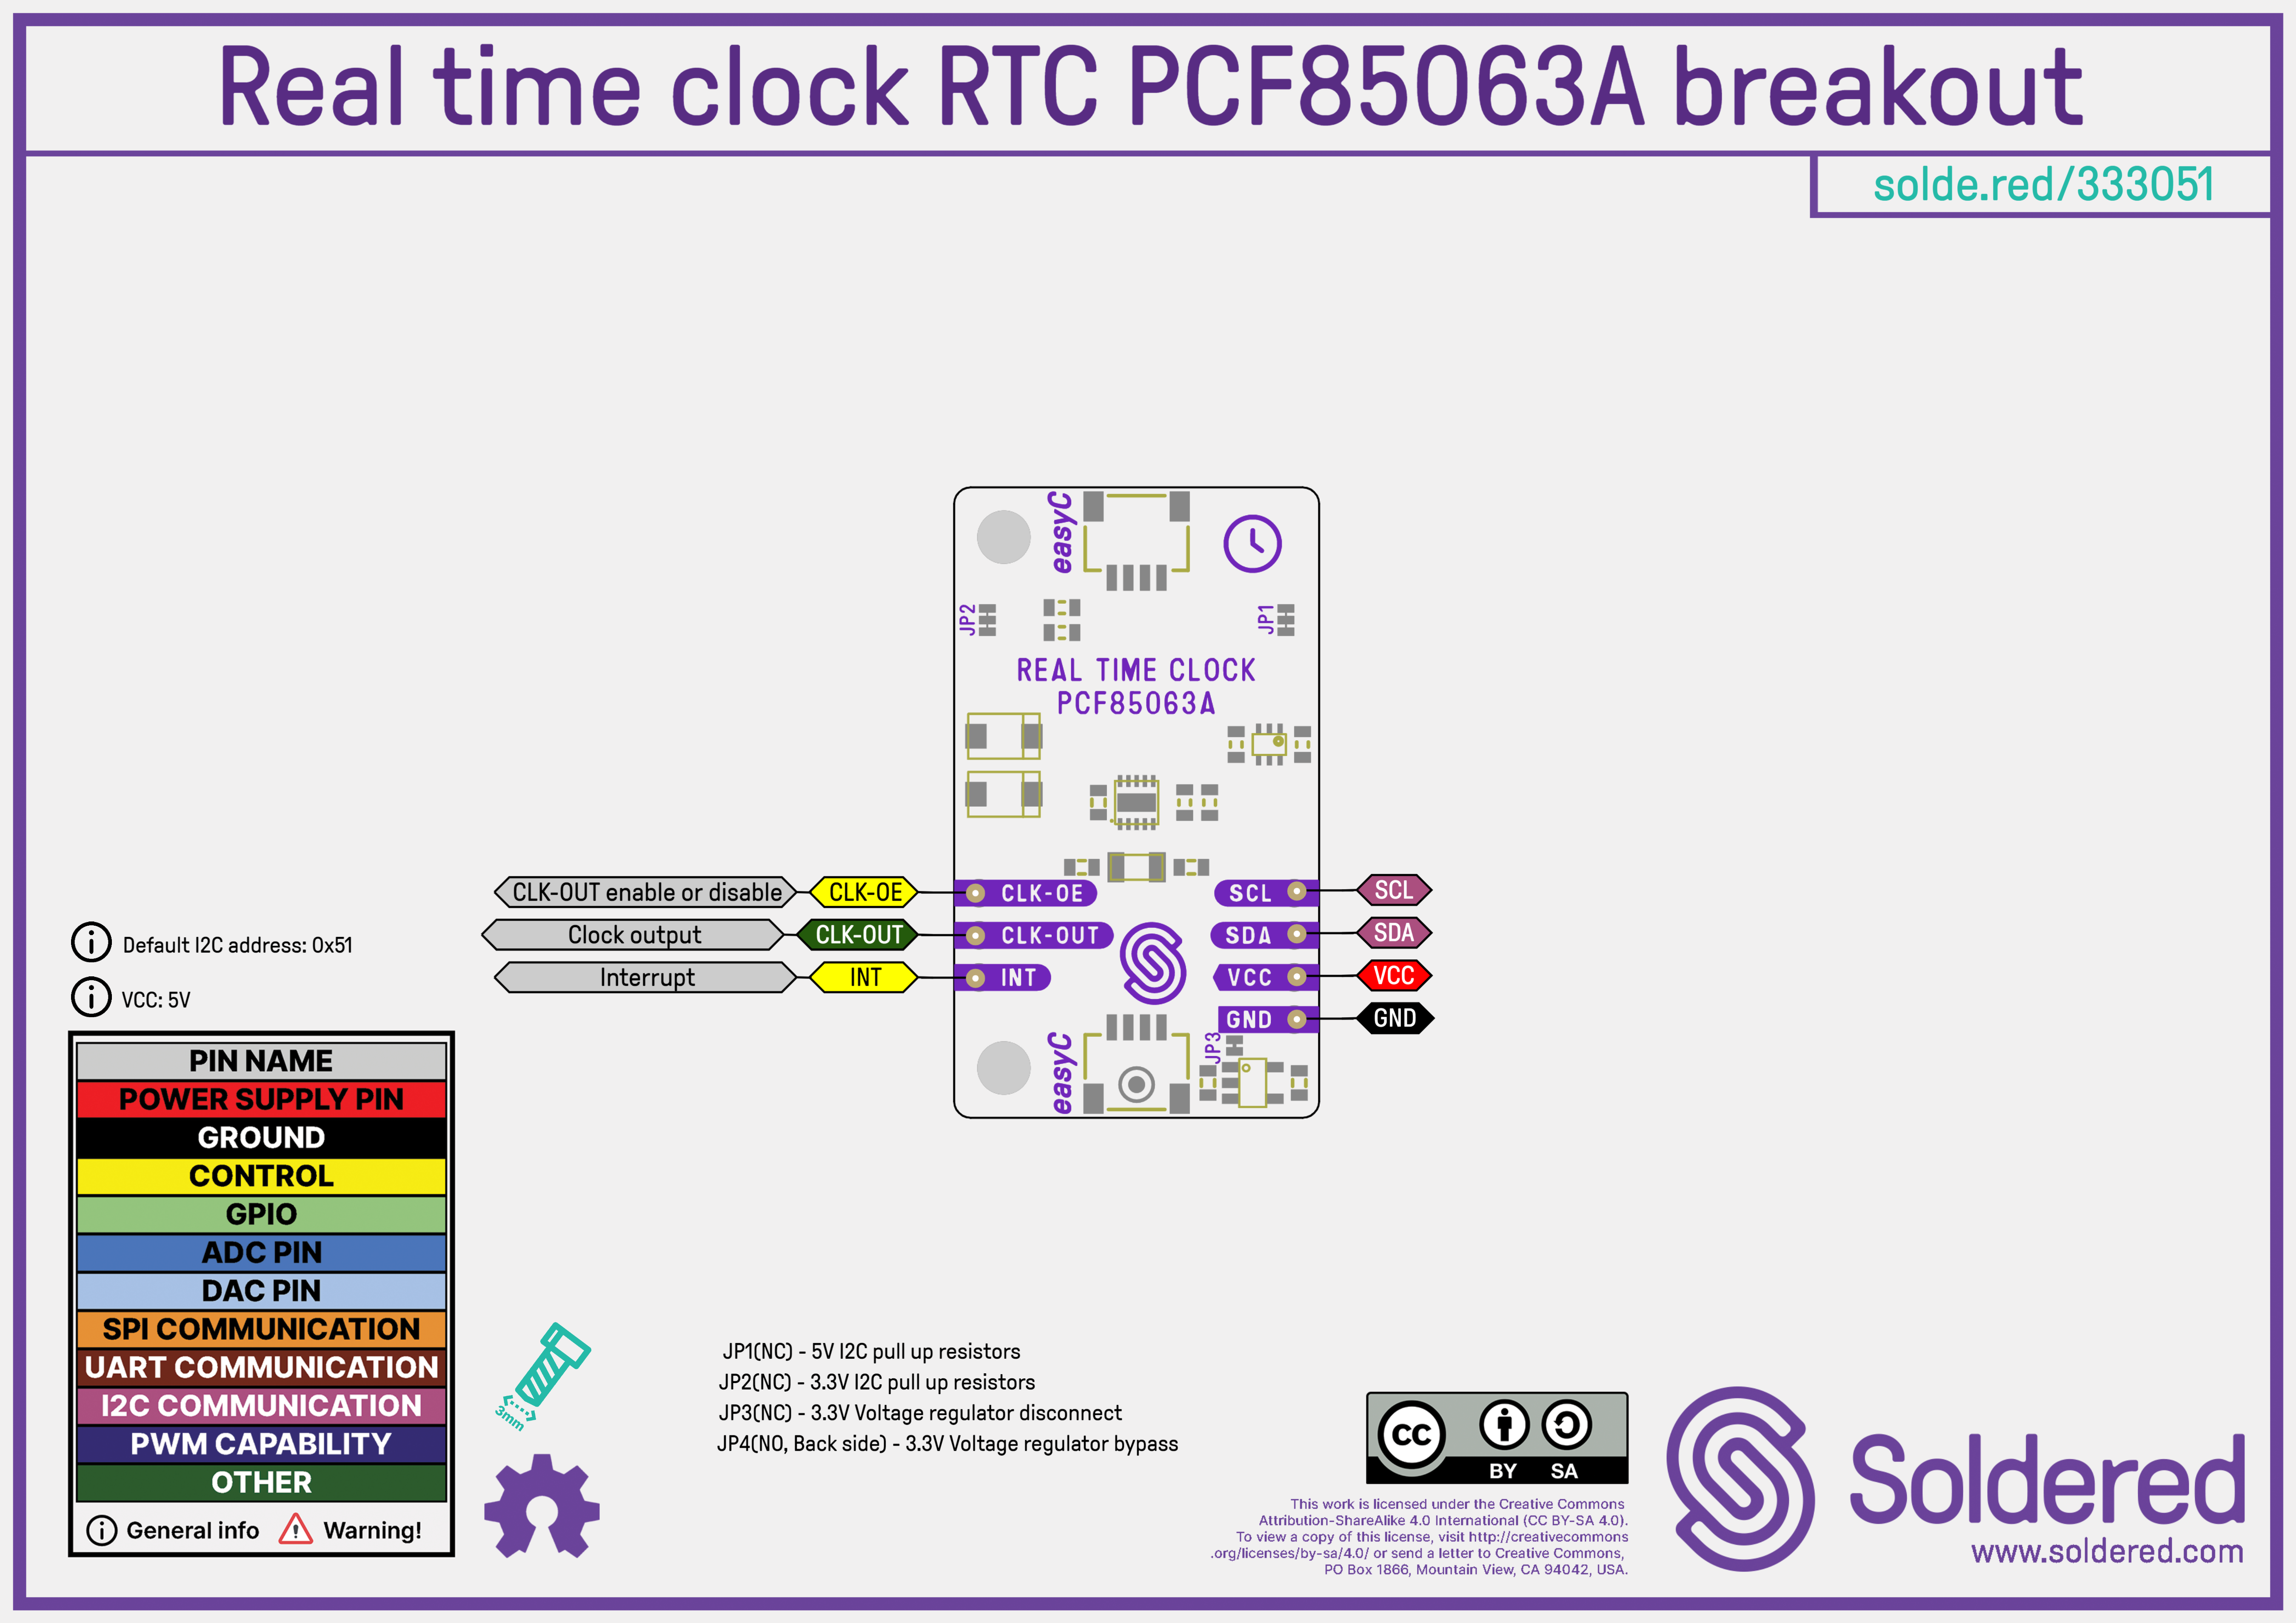 Real time clock RTC PCF85063A breakout
solde.red/333051
easyC
JP2
JP1
REAL TIME CLOCK
PCF85063A
CLK-OUT enable or disable
CLK-OE
CLK-OE
SCL
SCL
Clock output
CLK-OUT
CLK-OUT
SDA
SDA
Interrupt
INT
INT
VCC
VCC
GND
GND
JP3
easyC
Default I2C address: 0x51
VCC: 5V
PIN NAME
POWER SUPPLY PIN
GROUND
CONTROL
GPIO
ADC PIN
DAC PIN
SPI COMMUNICATION
UART COMMUNICATION
I2C COMMUNICATION
PWM CAPABILITY
OTHER
General info
Warning!
3mm
JP1(NC) - 5V I2C pull up resistors
JP2(NC) - 3.3V I2C pull up resistors
JP3(NC) - 3.3V Voltage regulator disconnect
JP4(NO, Back side) - 3.3V Voltage regulator bypass
CC
BY SA
This work is licensed under the Creative Commons
Attribution-ShareAlike 4.0 International (CC BY-SA 4.0).
To view a copy of this license, visit http://creativecommons
.org/licenses/by-sa/4.0/ or send a letter to Creative Commons,
PO Box 1866, Mountain View, CA 94042, USA.
Soldered
www.soldered.com